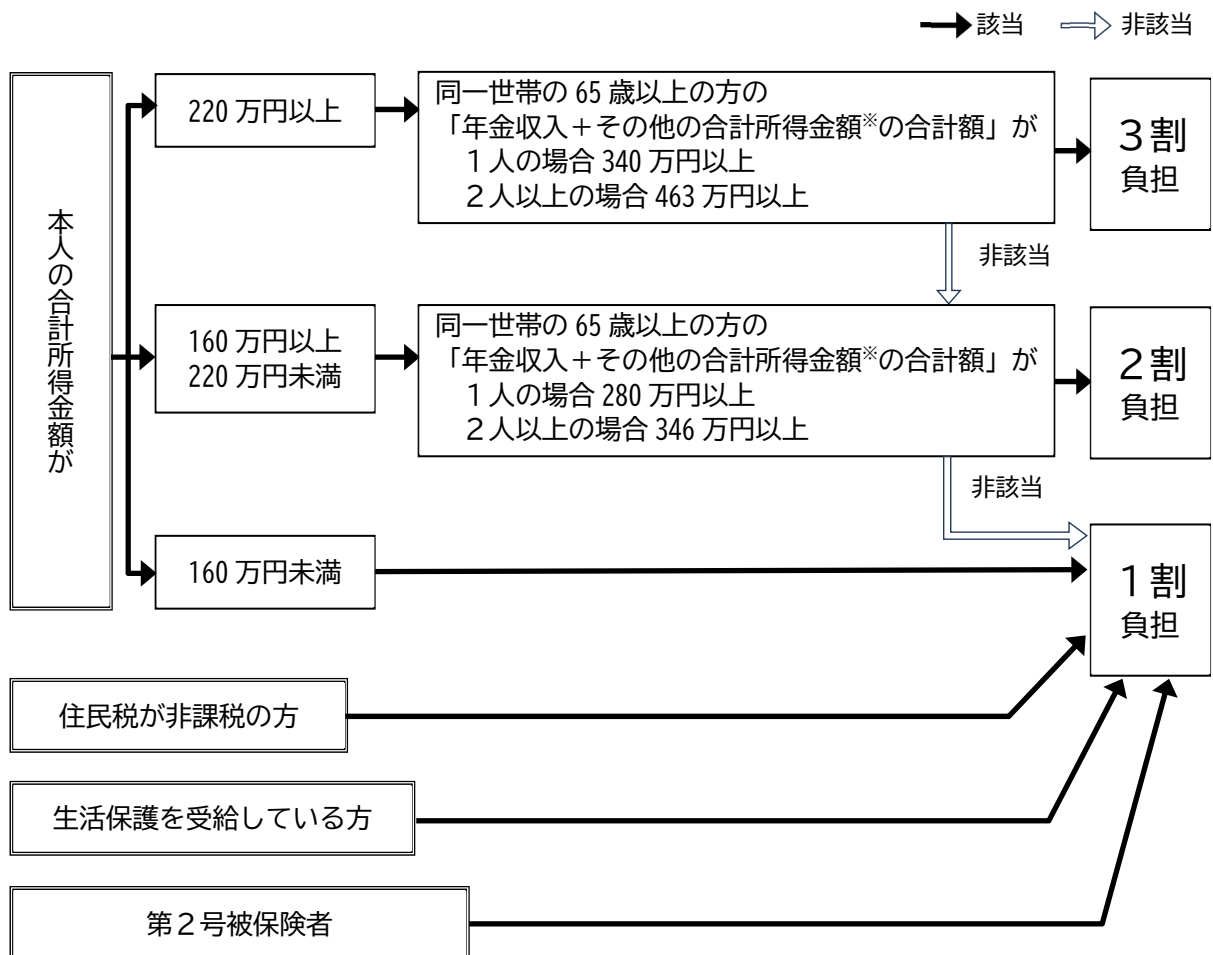 該当
非該当
本人の合計所得金額が
220 万円以上
同一世帯の 65 歳以上の方の
「年金収入＋その他の合計所得金額※の合計額」が
１人の場合 340 万円以上
２人以上の場合 463 万円以上
３割
負担
非該当
160 万円以上
220 万円未満
同一世帯の 65 歳以上の方の
「年金収入＋その他の合計所得金額※の合計額」が
１人の場合 280 万円以上
２人以上の場合 346 万円以上
２割
負担
非該当
160 万円未満
１割
負担
住民税が非課税の方
生活保護を受給している方
第２号被保険者